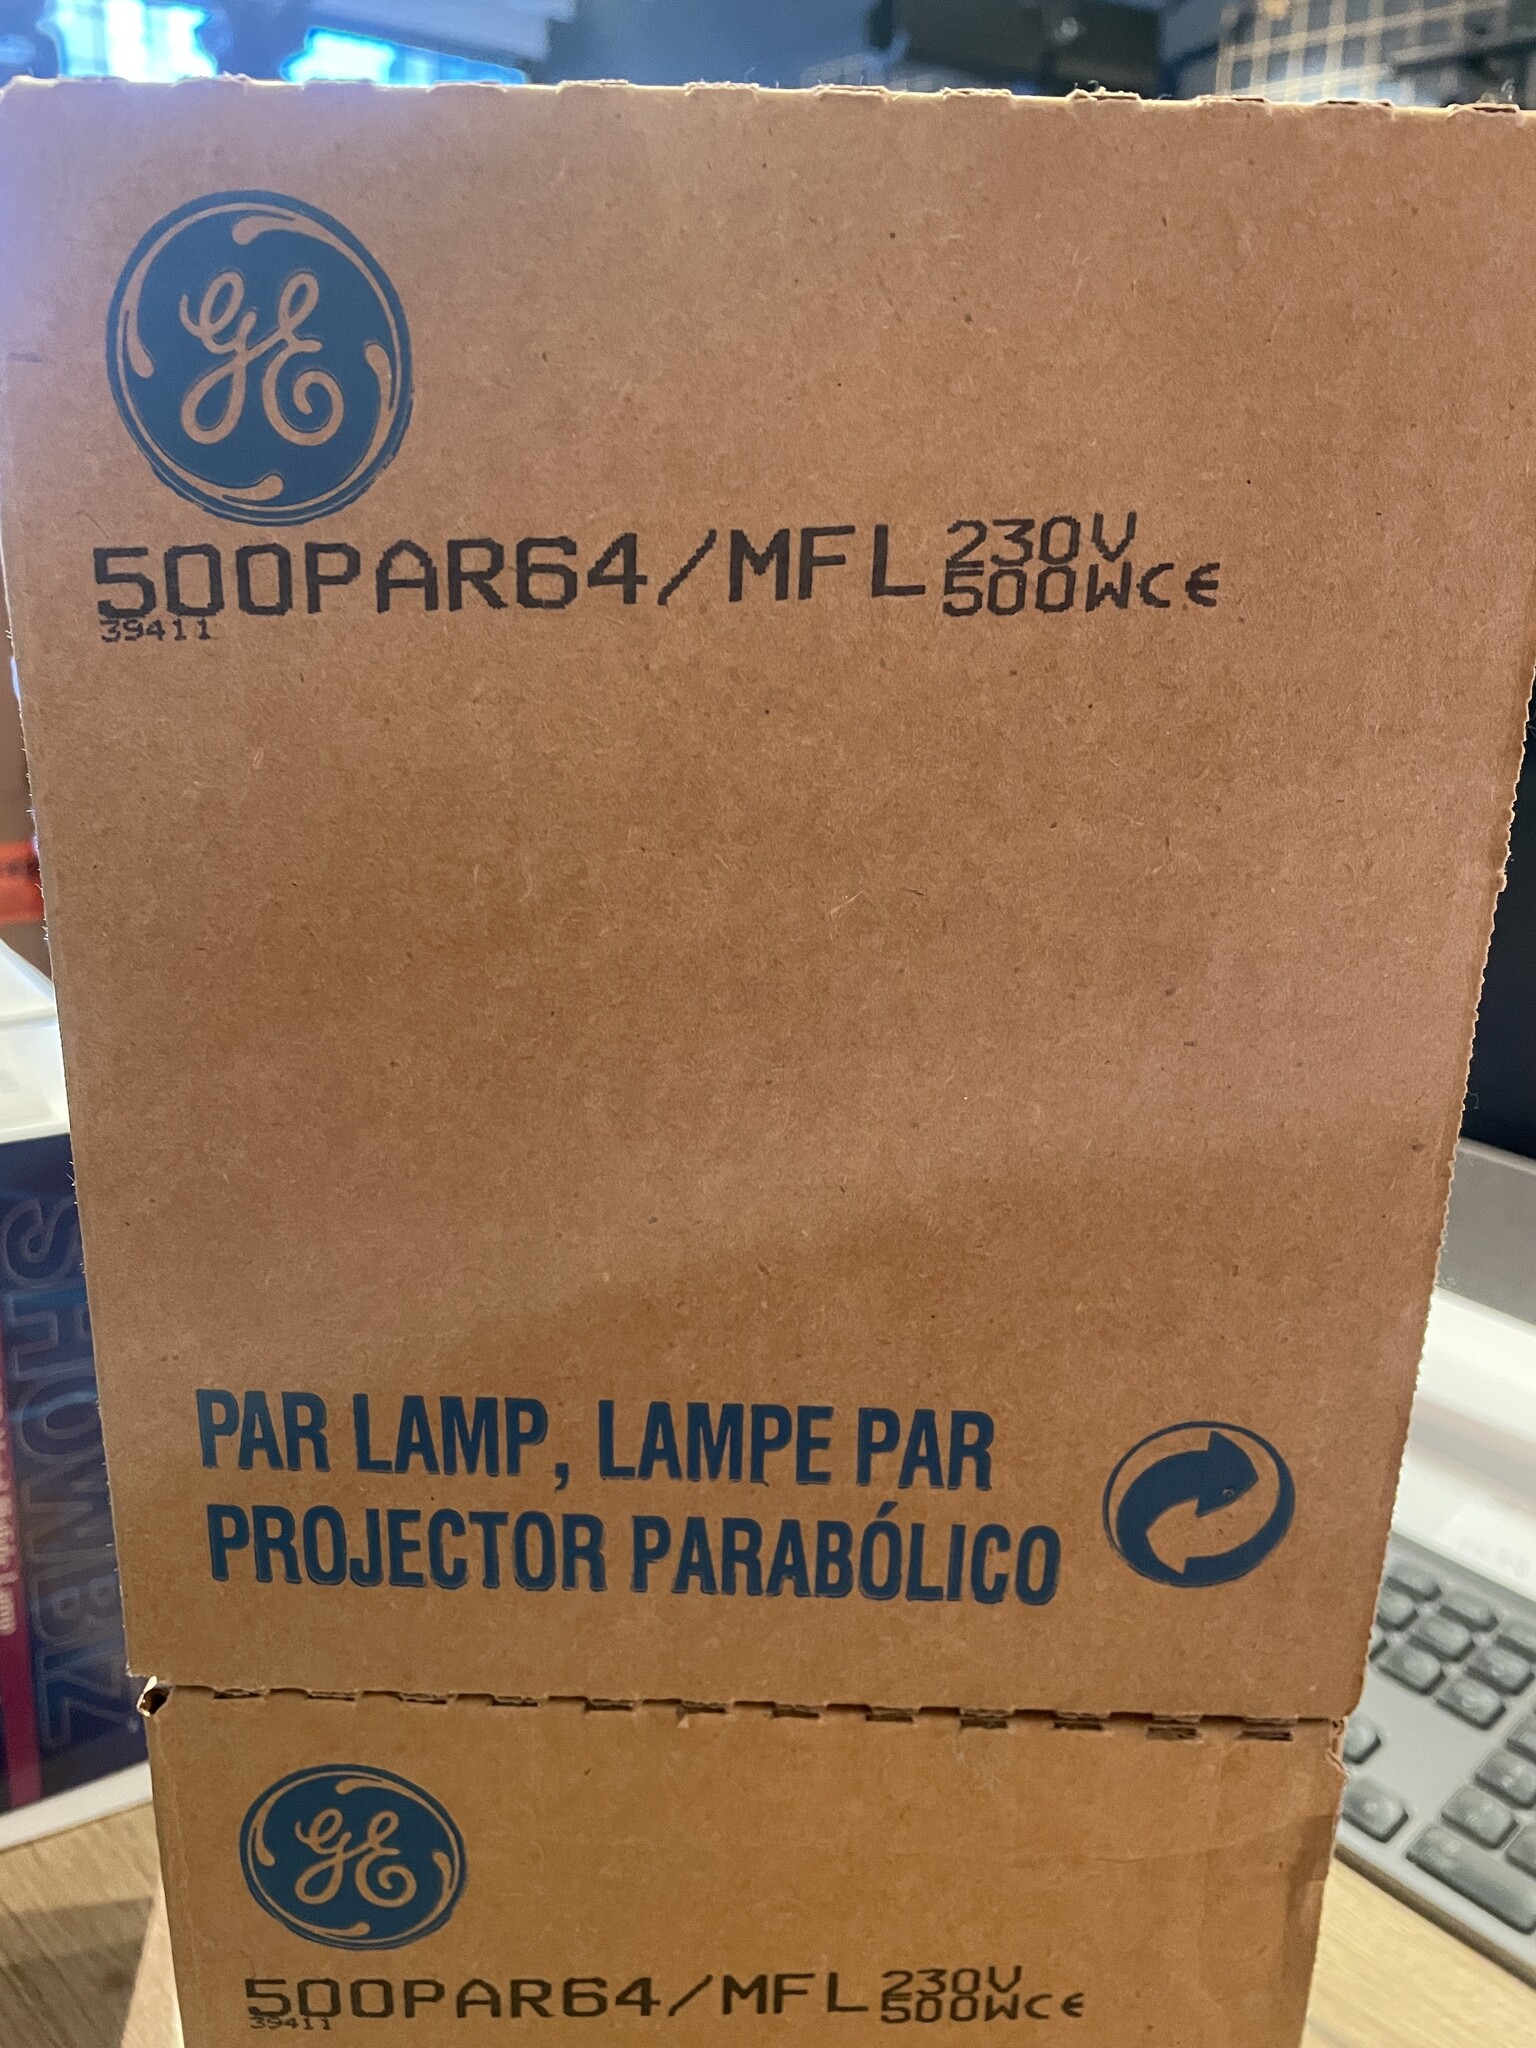 GE
500PAR64/MFL 230V
500W CE
39411
PAR LAMP, LAMPE PAR
PROJECTOR PARABÓLICO
SHOWBIZ
GE
500PAR64/MFL 230V
500W CE
39411